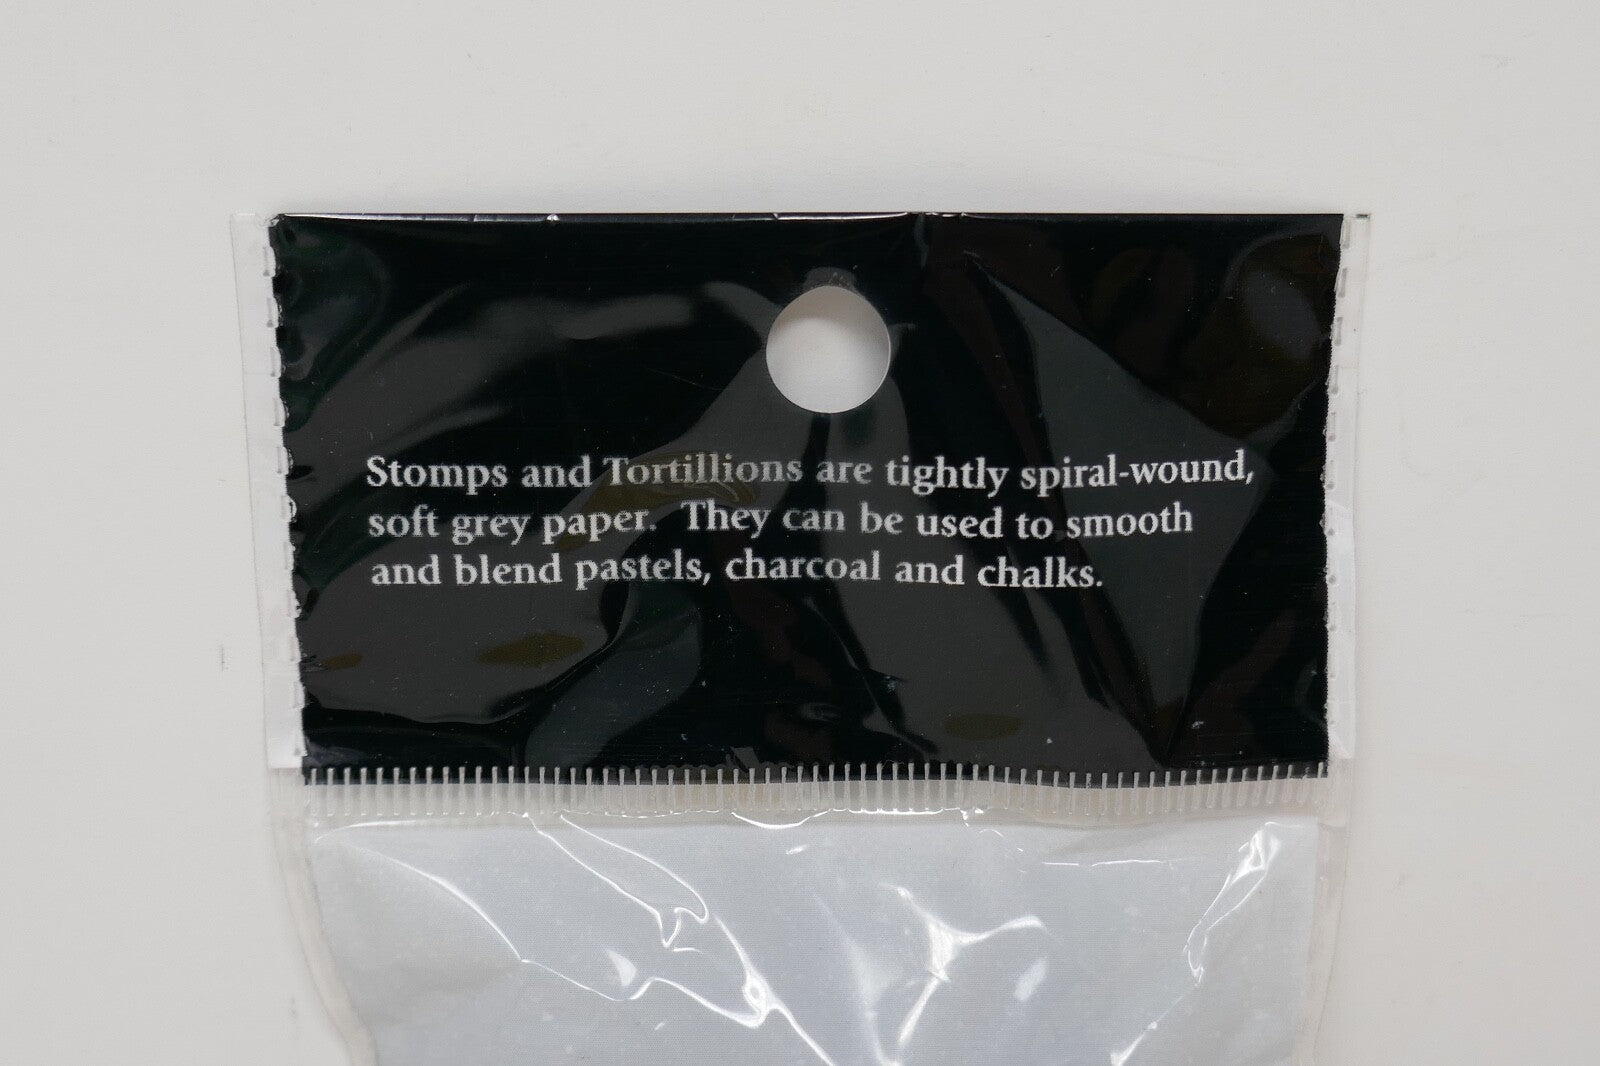 Stomps and Tortillions are tightly spiral-wound,
soft grey paper. They can be used to smooth
and blend pastels, charcoal and chalks.